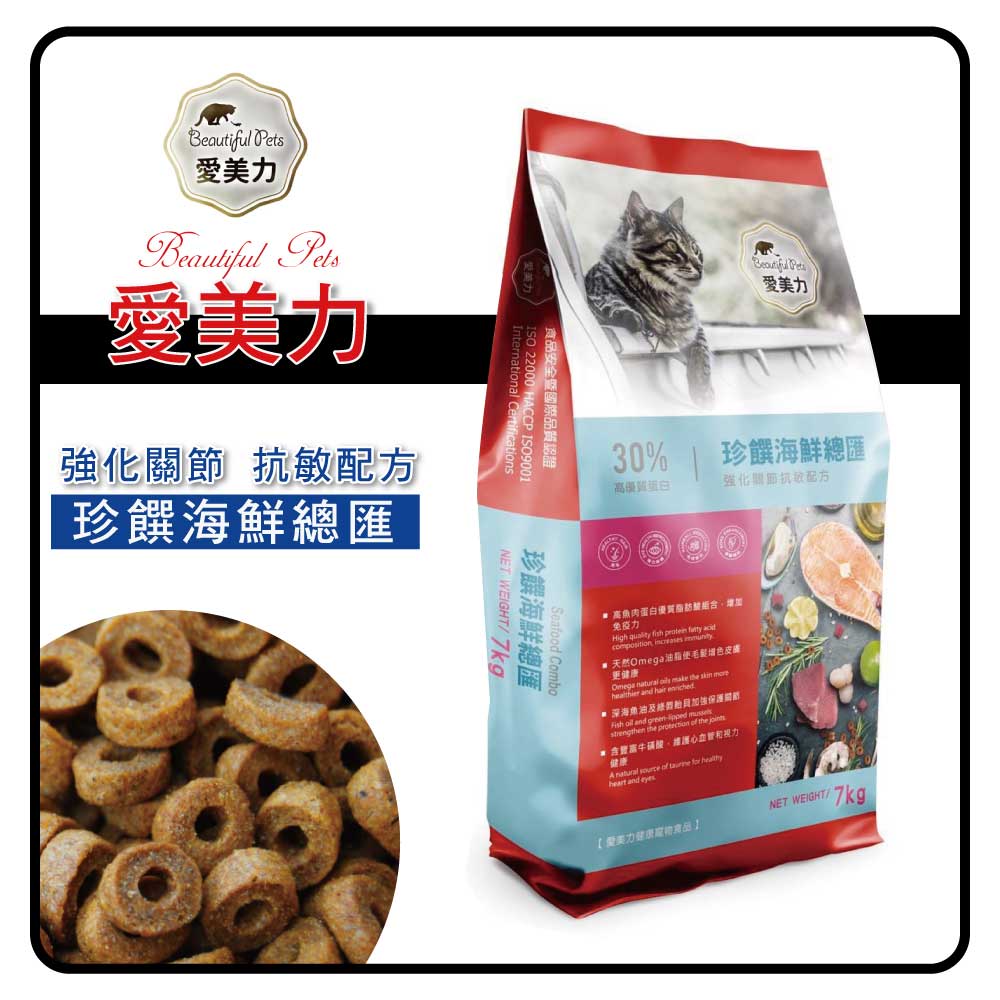 Beautiful Pets
愛美力
Beautiful Pets
愛美力
強化關節 抗敏配方
珍饌海鮮總匯
Beautiful Pets
愛美力
愛美力
食品安全暨國際品質認證
ISO 22000 HACCP ISO9001
International Certifications
30%
高優質蛋白
珍饌海鮮總匯
強化關節抗敏配方
Seafood Combo
珍饌海鮮總匯
NET WEIGHT/ 7kg
▪ 高魚肉蛋白優質脂肪酸組合，增加
免疫力
High quality fish protein fatty acid
composition, increases immunity.
▪ 天然Omega油脂使毛髮增色皮膚
更健康
Omega natural oils make the skin more
healthier and hair enriched.
▪ 深海魚油及綠唇貽貝加強保護關節
Fish oil and green-lipped mussels
strengthen the protection of the joints.
▪ 含豐富牛磺酸，維護心血管和視力
健康
A natural source of taurine for healthy
heart and eyes.
NET WEIGHT/ 7kg
【愛美力健康寵物食品】